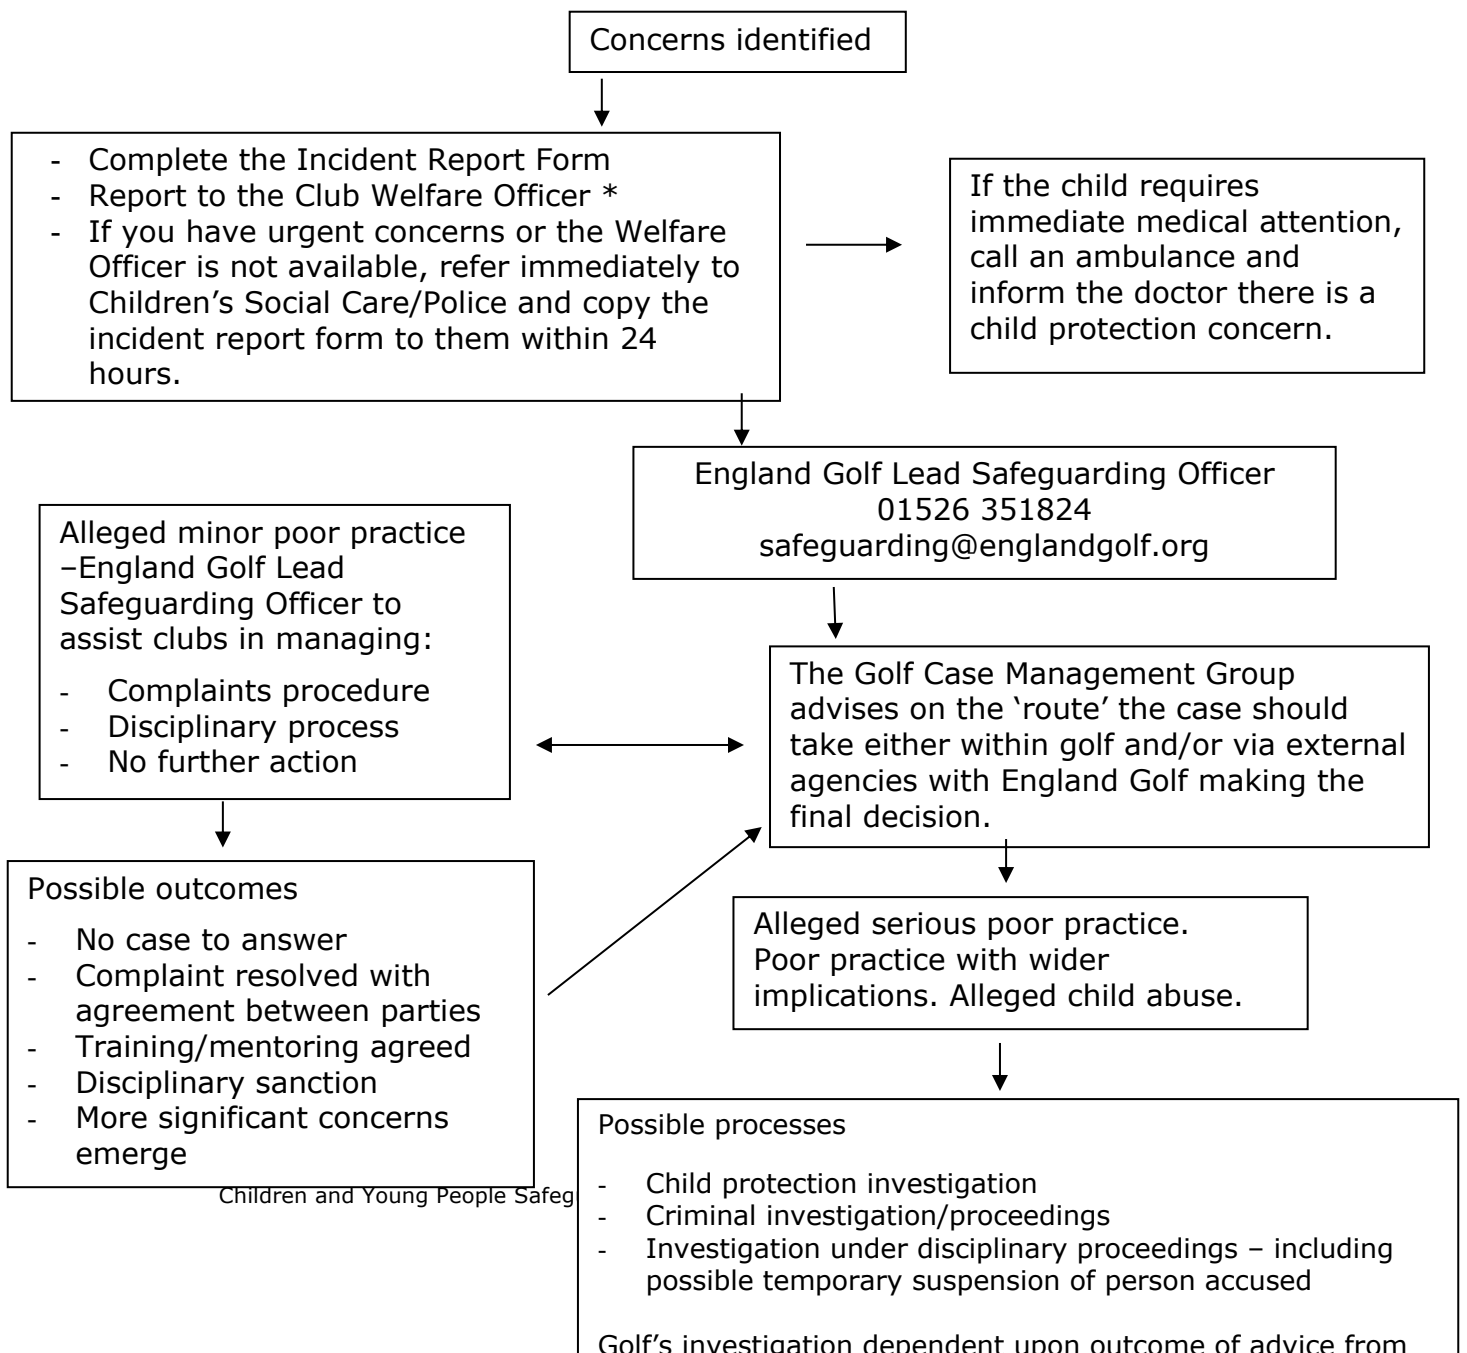 Concerns identified
- Complete the Incident Report Form
- Report to the Club Welfare Officer *
- If you have urgent concerns or the Welfare
Officer is not available, refer immediately to
Children’s Social Care/Police and copy the
incident report form to them within 24
hours.
If the child requires
immediate medical attention,
call an ambulance and
inform the doctor there is a
child protection concern.
England Golf Lead Safeguarding Officer
01526 351824
safeguarding@englandgolf.org
Alleged minor poor practice
–England Golf Lead
Safeguarding Officer to
assist clubs in managing:
- Complaints procedure
- Disciplinary process
- No further action
The Golf Case Management Group
advises on the ‘route’ the case should
take either within golf and/or via external
agencies with England Golf making the
final decision.
Possible outcomes
- No case to answer
- Complaint resolved with
agreement between parties
- Training/mentoring agreed
- Disciplinary sanction
- More significant concerns
emerge
Alleged serious poor practice.
Poor practice with wider
implications. Alleged child abuse.
Children and Young People Safeg
Possible processes
- Child protection investigation
- Criminal investigation/proceedings
- Investigation under disciplinary proceedings – including
possible temporary suspension of person accused
Golf’s investigation dependent upon outcome of advice from